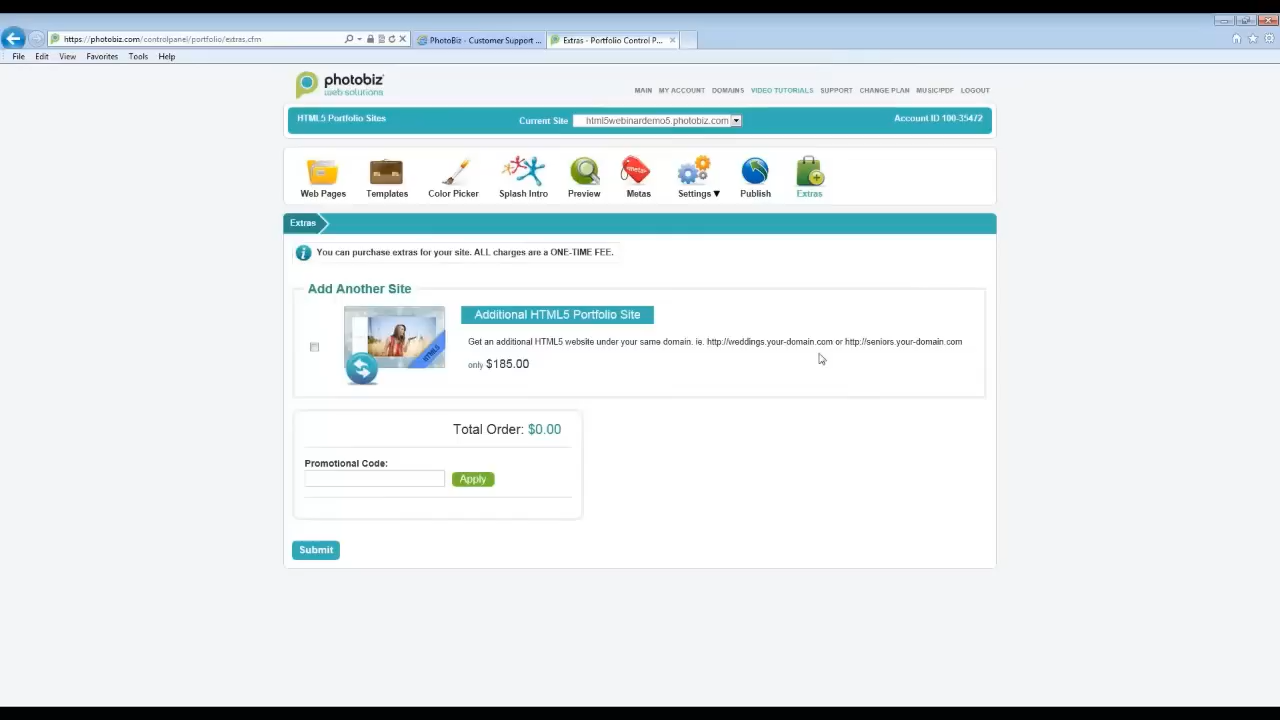 https://photobiz.com/controlpanel/portfolio/extras.cfm
PhotoBiz - Customer Support ...
Extras - Portfolio Control P...
File Edit View Favorites Tools Help
photobiz
web solutions
MAIN MY ACCOUNT DOMAINS VIDEO TUTORIALS SUPPORT CHANGE PLAN MUSIC/PDF LOGOUT
HTML5 Portfolio Sites
Current Site html5webinardemo5.photobiz.com
Account ID 100-35472
Web Pages Templates Color Picker Splash Intro Preview Metas Settings ▼ Publish Extras
Extras
You can purchase extras for your site. ALL charges are a ONE-TIME FEE.
Add Another Site
HTML5
Additional HTML5 Portfolio Site
Get an additional HTML5 website under your same domain. ie. http://weddings.your-domain.com or http://seniors.your-domain.com
only $185.00
Total Order: $0.00
Promotional Code:
Apply
Submit